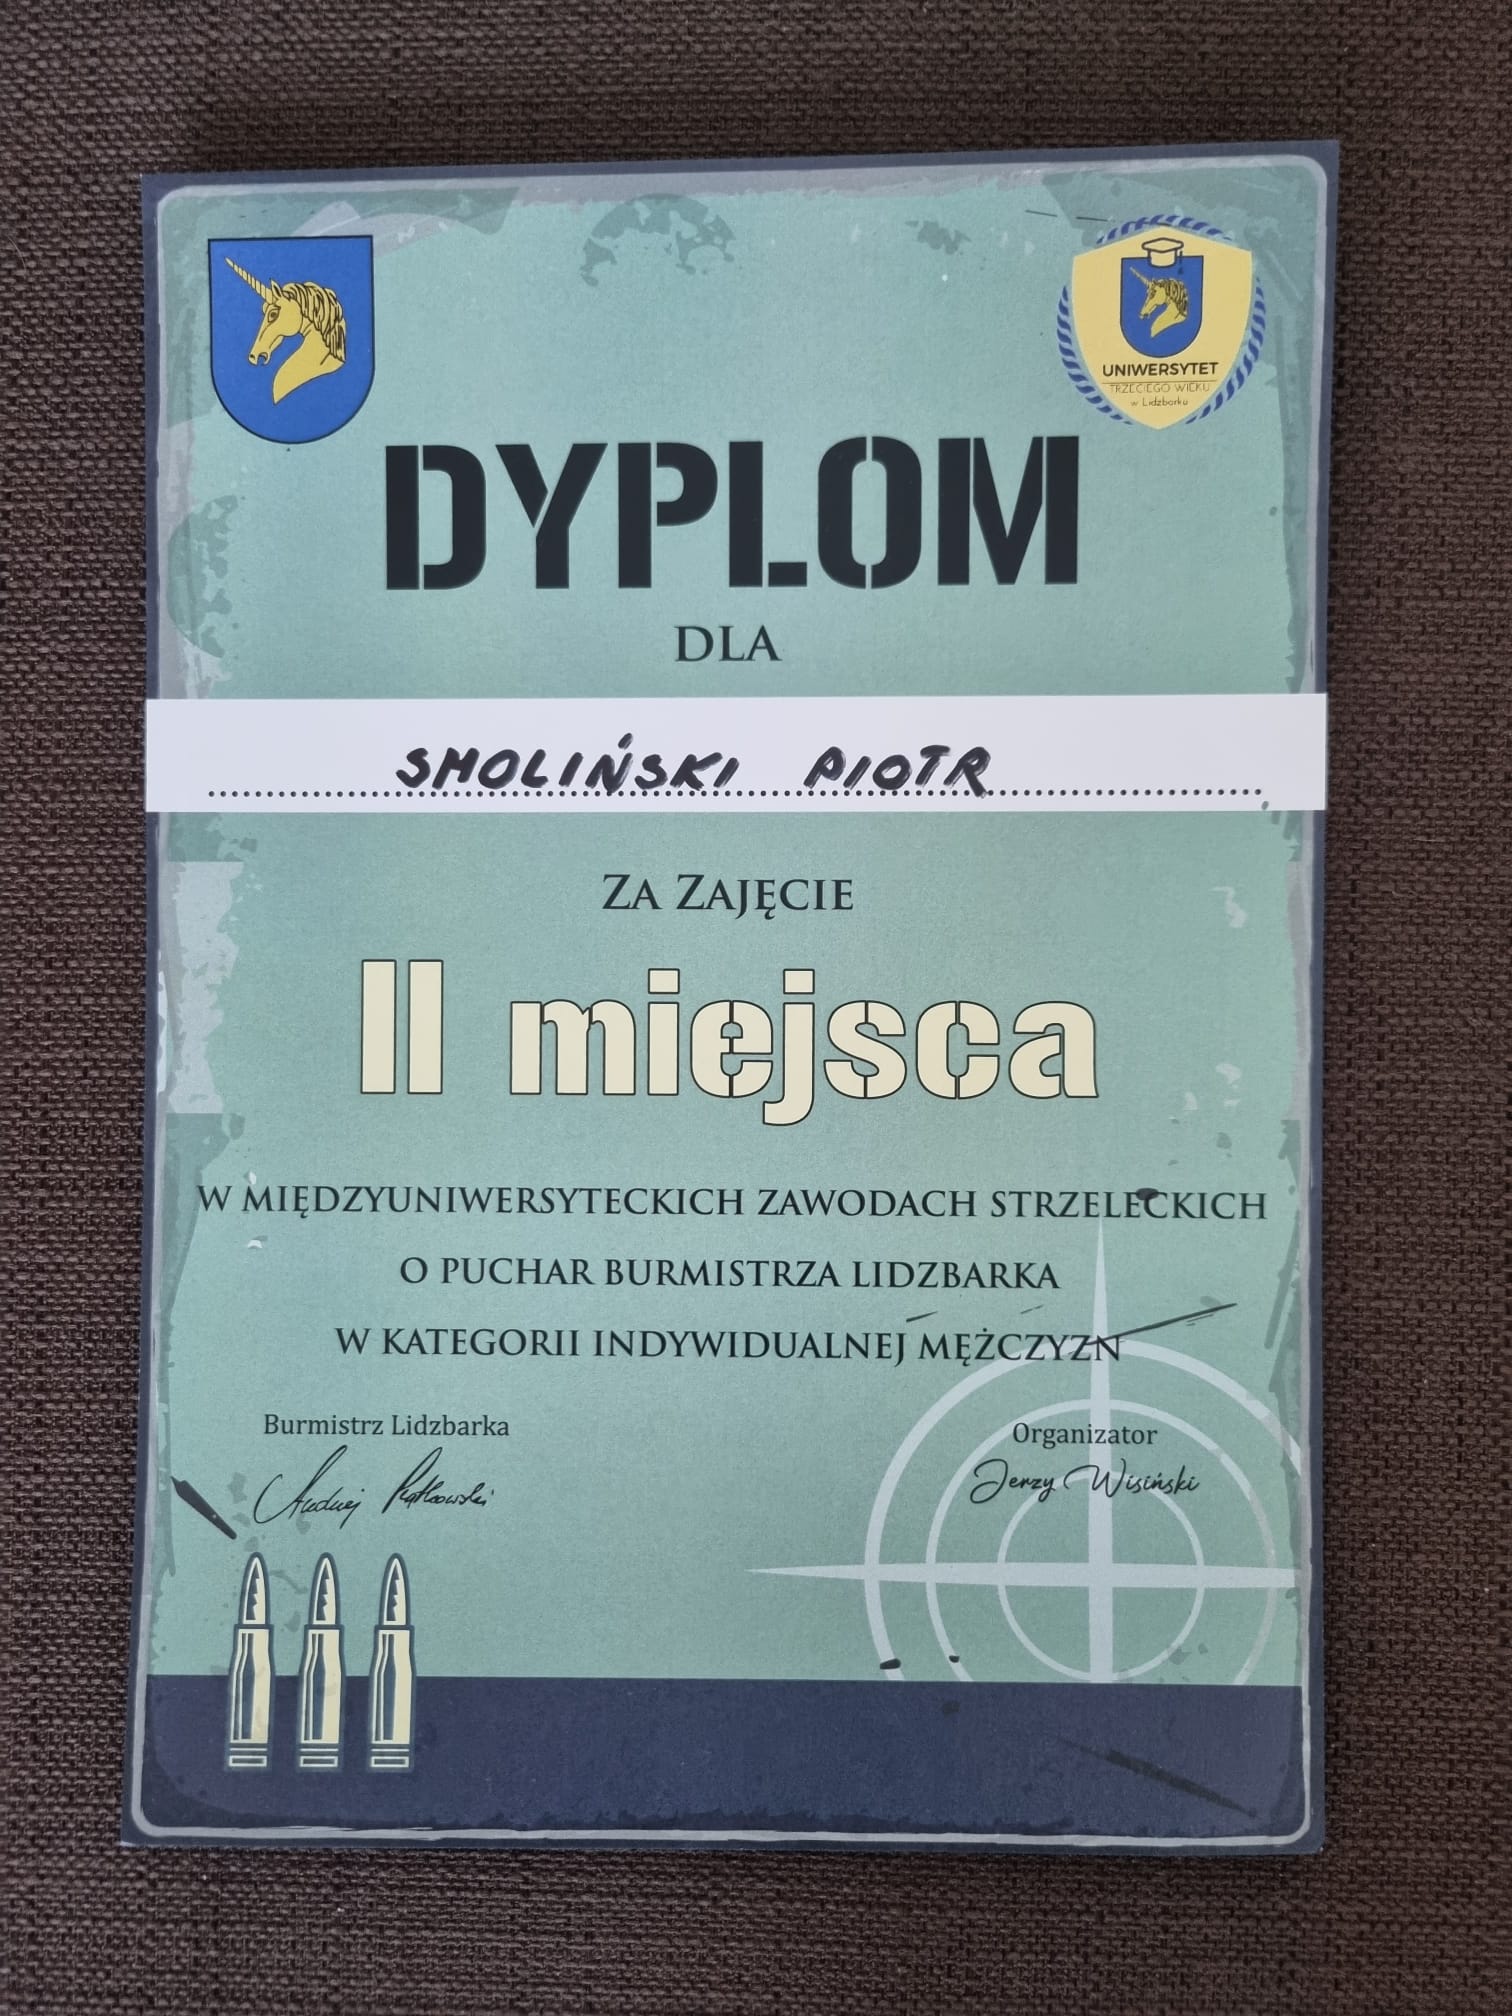 UNIWERSYTET
TRZECIEGO WIEKU
w Lidzbarku
DYPLOM
DLA
SMOLIŃSKI PIOTR
ZA ZAJĘCIE
II miejsca
W MIĘDZYUNIWERSYTECKICH ZAWODACH STRZELECKICH
O PUCHAR BURMISTRZA LIDZBARKA
W KATEGORII INDYWIDUALNEJ MĘŻCZYZN
Burmistrz Lidzbarka
Organizator
Jerzy Wisiński